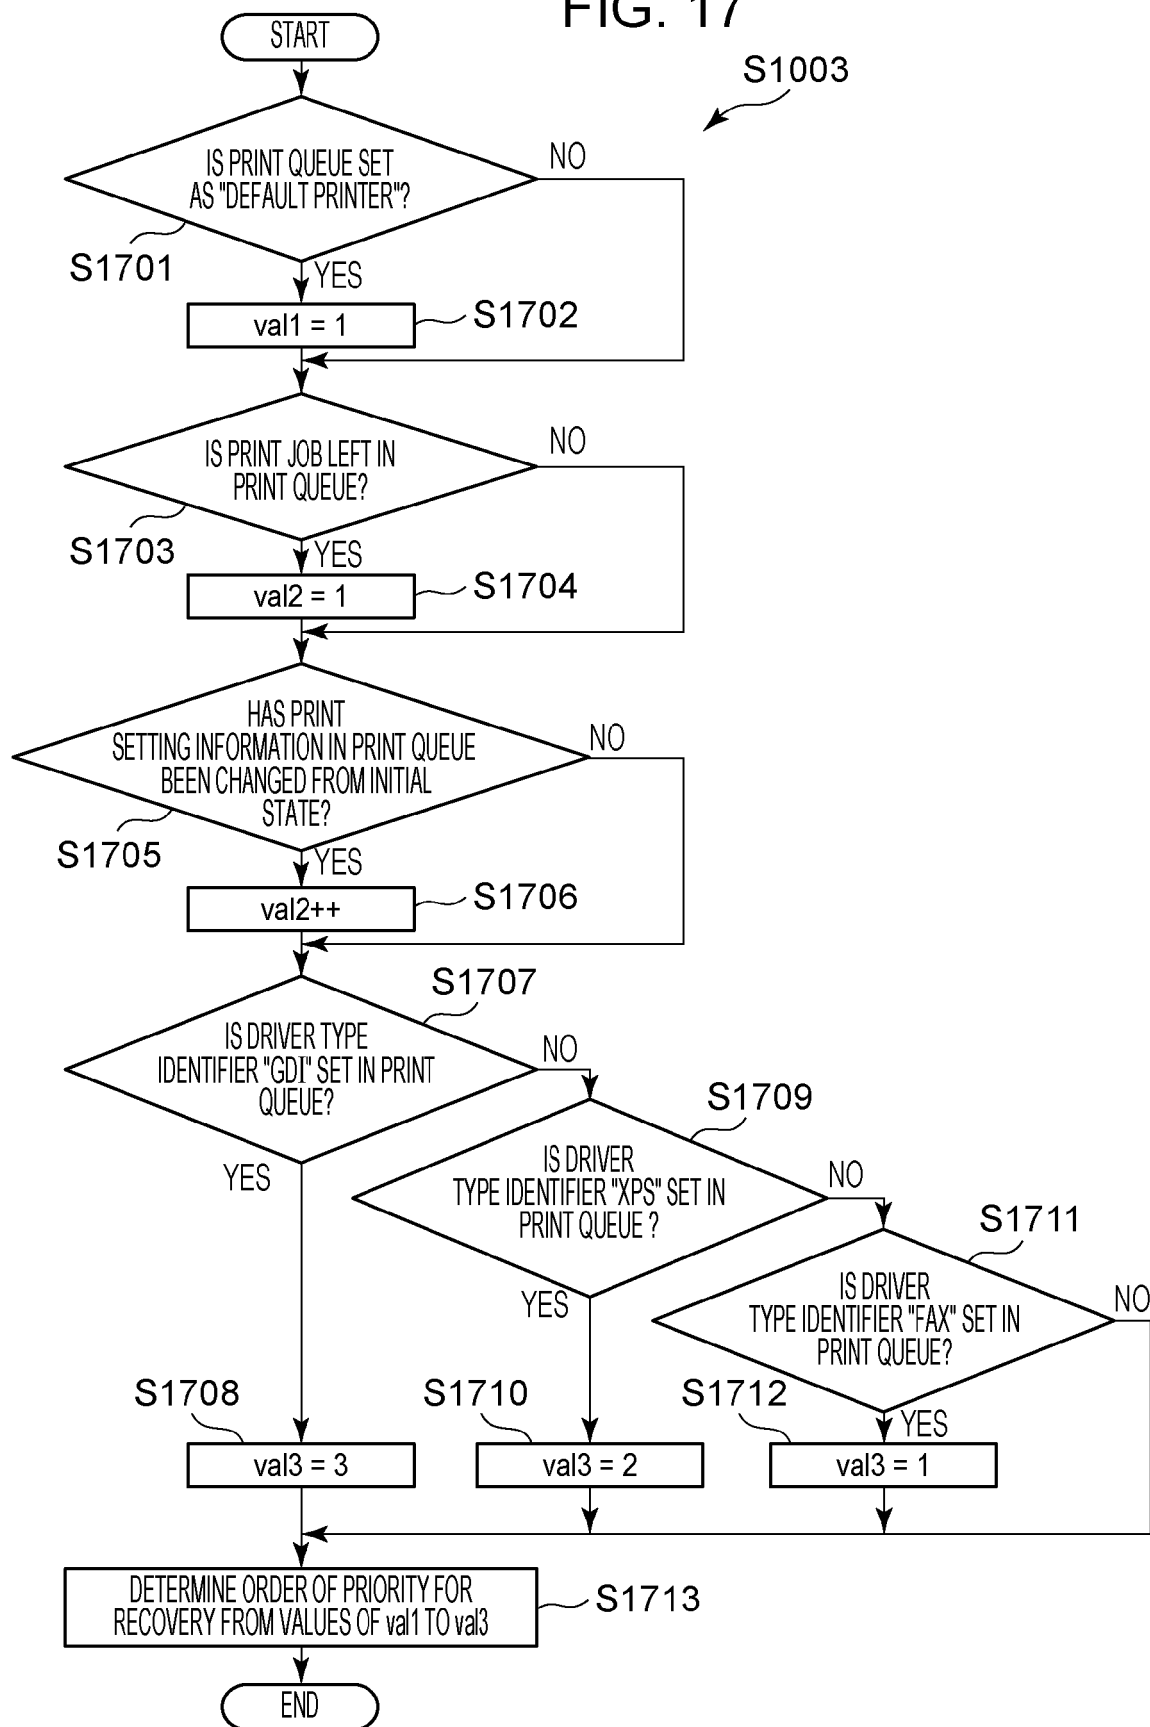 FIG. 17
START
S1003
IS PRINT QUEUE SET
AS "DEFAULT PRINTER"?
NO
S1701
YES
val1 = 1
S1702
IS PRINT JOB LEFT IN
PRINT QUEUE?
NO
S1703
YES
val2 = 1
S1704
HAS PRINT
SETTING INFORMATION IN PRINT QUEUE
BEEN CHANGED FROM INITIAL
STATE?
NO
S1705
YES
val2++
S1706
S1707
IS DRIVER TYPE
IDENTIFIER "GDI" SET IN PRINT
QUEUE?
NO
YES
S1709
IS DRIVER
TYPE IDENTIFIER "XPS" SET IN
PRINT QUEUE ?
NO
YES
S1711
IS DRIVER
TYPE IDENTIFIER "FAX" SET IN
PRINT QUEUE?
NO
YES
S1708
val3 = 3
S1710
val3 = 2
S1712
val3 = 1
DETERMINE ORDER OF PRIORITY FOR
RECOVERY FROM VALUES OF val1 TO val3
S1713
END